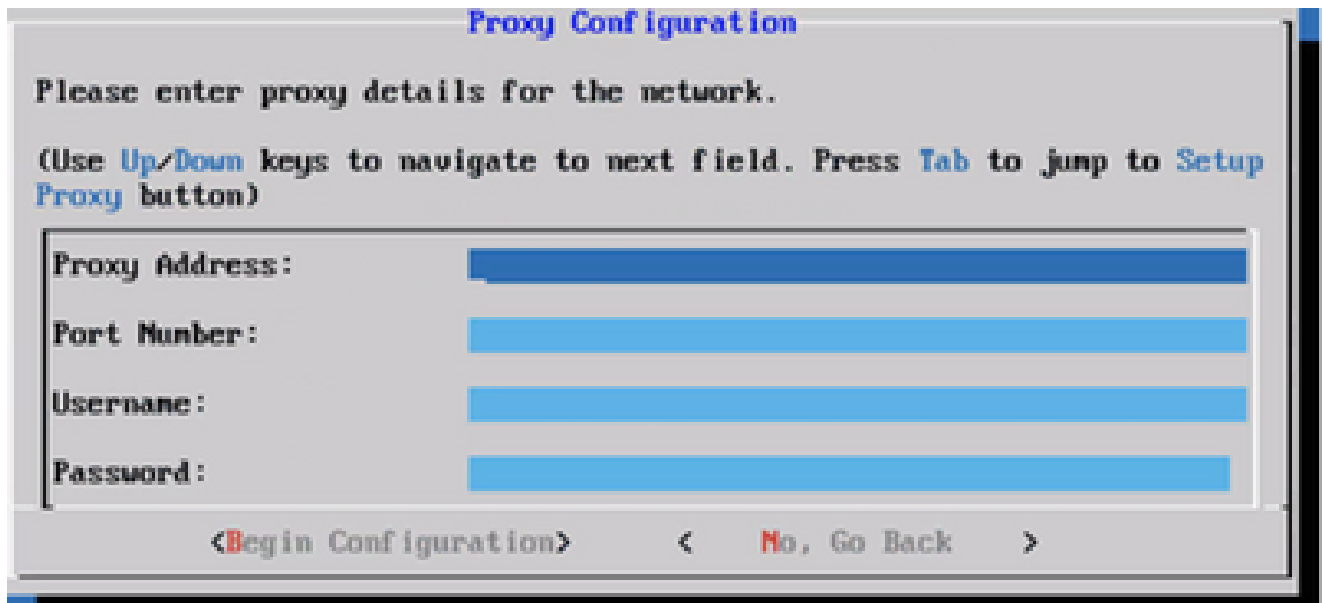 Proxy Configuration
Please enter proxy details for the network.
(Use Up/Down keys to navigate to next field. Press Tab to jump to Setup
Proxy button)
Proxy Address:
Port Number:
Username:
Password:
<Begin Configuration> < No, Go Back >